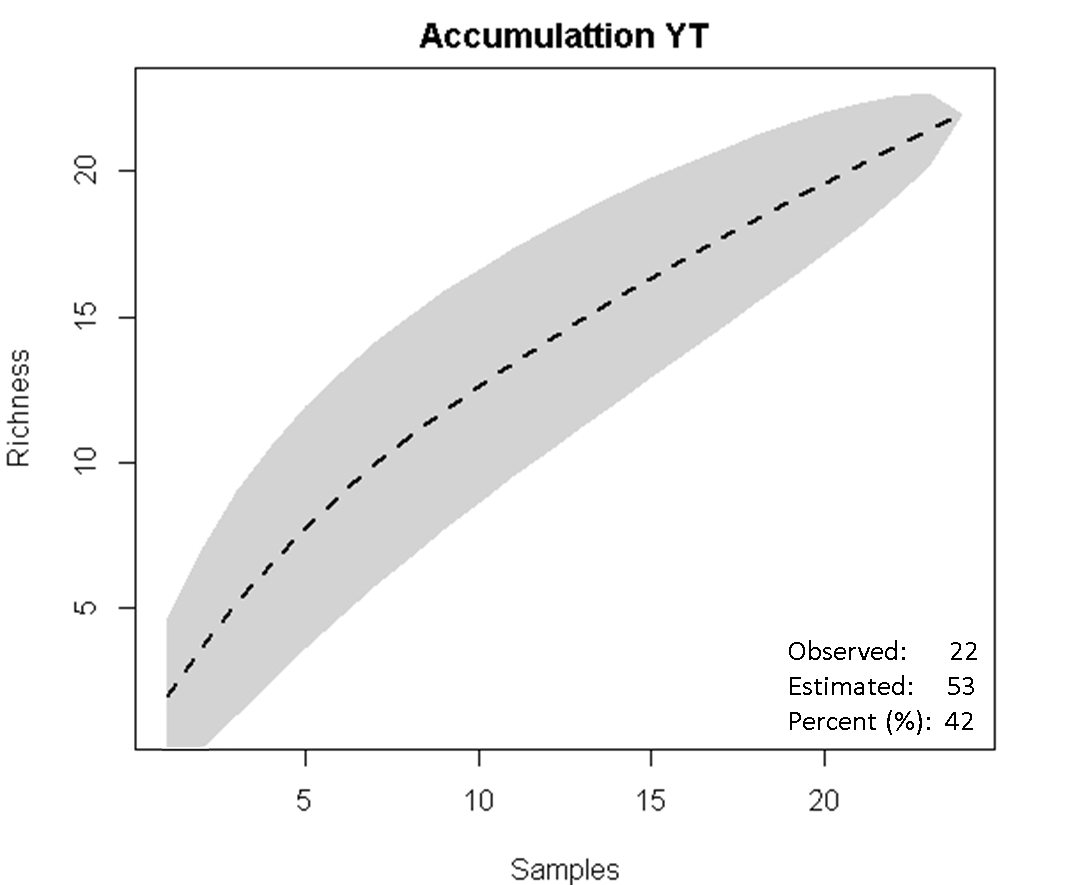 Accumulattion YT
Richness
20
15
10
5
Observed: 22
Estimated: 53
Percent (%): 42
5 10 15 20
Samples